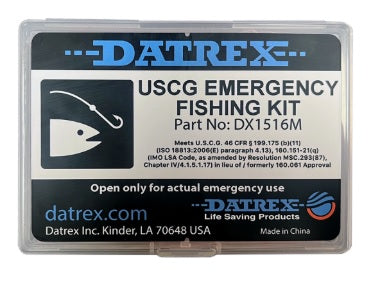 DATREX
USCG EMERGENCY
FISHING KIT
Part No: DX1516M
Meets U.S.C.G. 46 CFR § 199.175 (b)(11)
(ISO 18813:2006(E) paragraph 4.13), 160.151-21(q)
(IMO LSA Code, as amended by Resolution MSC.293(87),
Chapter IV/4.1.5.1.17) in lieu of / formerly 160.061 Approval
Open only for actual emergency use
datrex.com
Datrex Inc. Kinder, LA 70648 USA
DATREX
Life Saving Products
Made in China